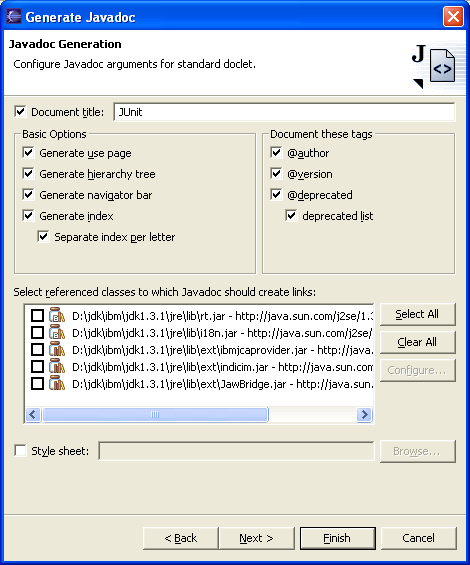 Generate Javadoc
Javadoc Generation
Configure Javadoc arguments for standard doclet.
J
<>
Document title: JUnit
Basic Options
Generate use page
Generate hierarchy tree
Generate navigator bar
Generate index
Separate index per letter
Document these tags
@author
@version
@deprecated
deprecated list
Select referenced classes to which Javadoc should create links:
D:\jdk\ibm\jdk1.3.1\jre\lib\rt.jar - http://java.sun.com/j2se/1.3
D:\jdk\ibm\jdk1.3.1\jre\lib\i18n.jar - http://java.sun.com/j2se/
D:\jdk\ibm\jdk1.3.1\jre\lib\ext\ibmjcaprovider.jar - http://java.
D:\jdk\ibm\jdk1.3.1\jre\lib\ext\indicim.jar - http://java.sun.com
D:\jdk\ibm\jdk1.3.1\jre\lib\ext\JawBridge.jar - http://java.sun.
Select All
Clear All
Configure...
Style sheet:
Browse...
< Back
Next >
Finish
Cancel